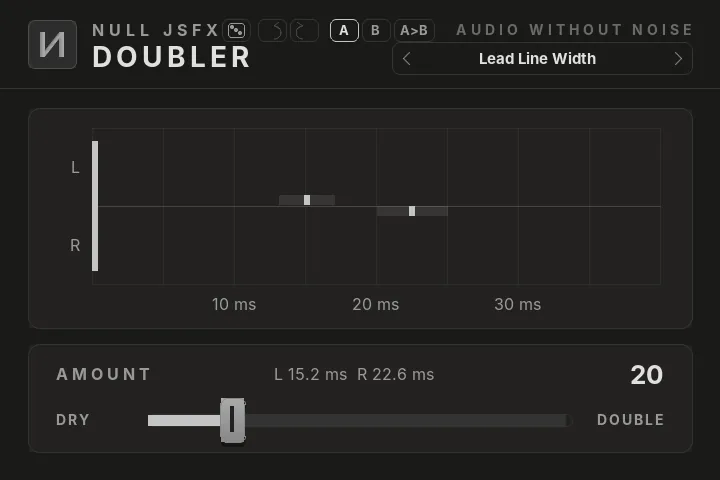 NULL JSFX
DOUBLER
A B A>B
AUDIO WITHOUT NOISE
Lead Line Width
L
R
10 ms 20 ms 30 ms
AMOUNT L 15.2 ms R 22.6 ms 20
DRY DOUBLE